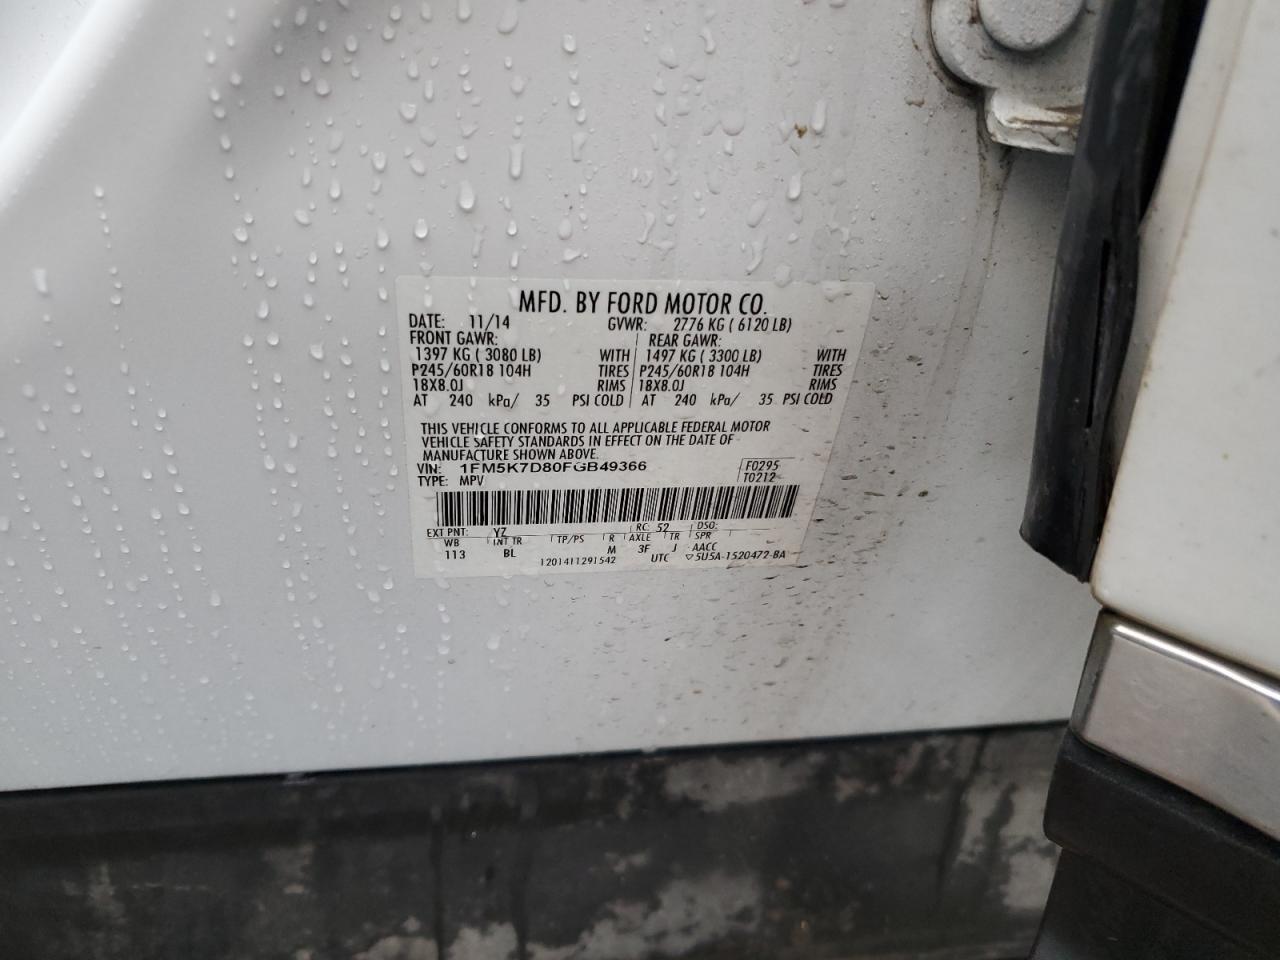 MFD. BY FORD MOTOR CO.
DATE: 11/14 GVWR: 2776 KG ( 6120 LB)
FRONT GAWR: REAR GAWR:
1397 KG ( 3080 LB) WITH 1497 KG ( 3300 LB) WITH
P245/60R18 104H TIRES P245/60R18 104H TIRES
18X8.0J RIMS 18X8.0J RIMS
AT 240 kPa/ 35 PSI COLD AT 240 kPa/ 35 PSI COLD
THIS VEHICLE CONFORMS TO ALL APPLICABLE FEDERAL MOTOR
VEHICLE SAFETY STANDARDS IN EFFECT ON THE DATE OF
MANUFACTURE SHOWN ABOVE.
VIN: 1FM5K7D80FGB49366 F0295
TYPE: MPV T0212
EXT PNT: YZ RC: 52 DSO:
WB INT TR TP/PS R AXLE TR SPR
113 BL M 3F J AACC
1201411291542 UTC ▽5U5A-1520472-BA